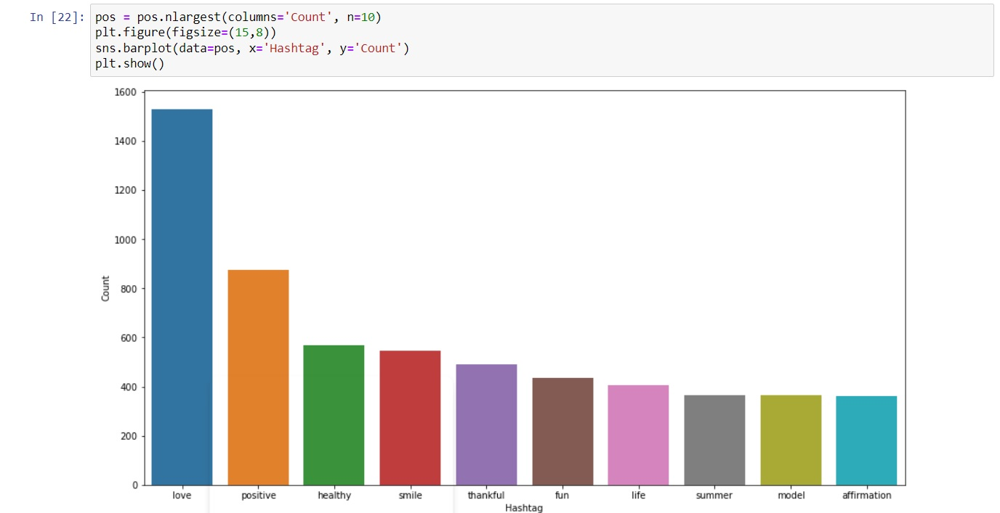 In [22]: pos = pos.nlargest(columns='Count', n=10)
plt.figure(figsize=(15,8))
sns.barplot(data=pos, x='Hashtag', y='Count')
plt.show()
1600
1400
1200
1000
800
600
400
200
0
Count
love positive healthy smile thankful fun life summer model affirmation
Hashtag